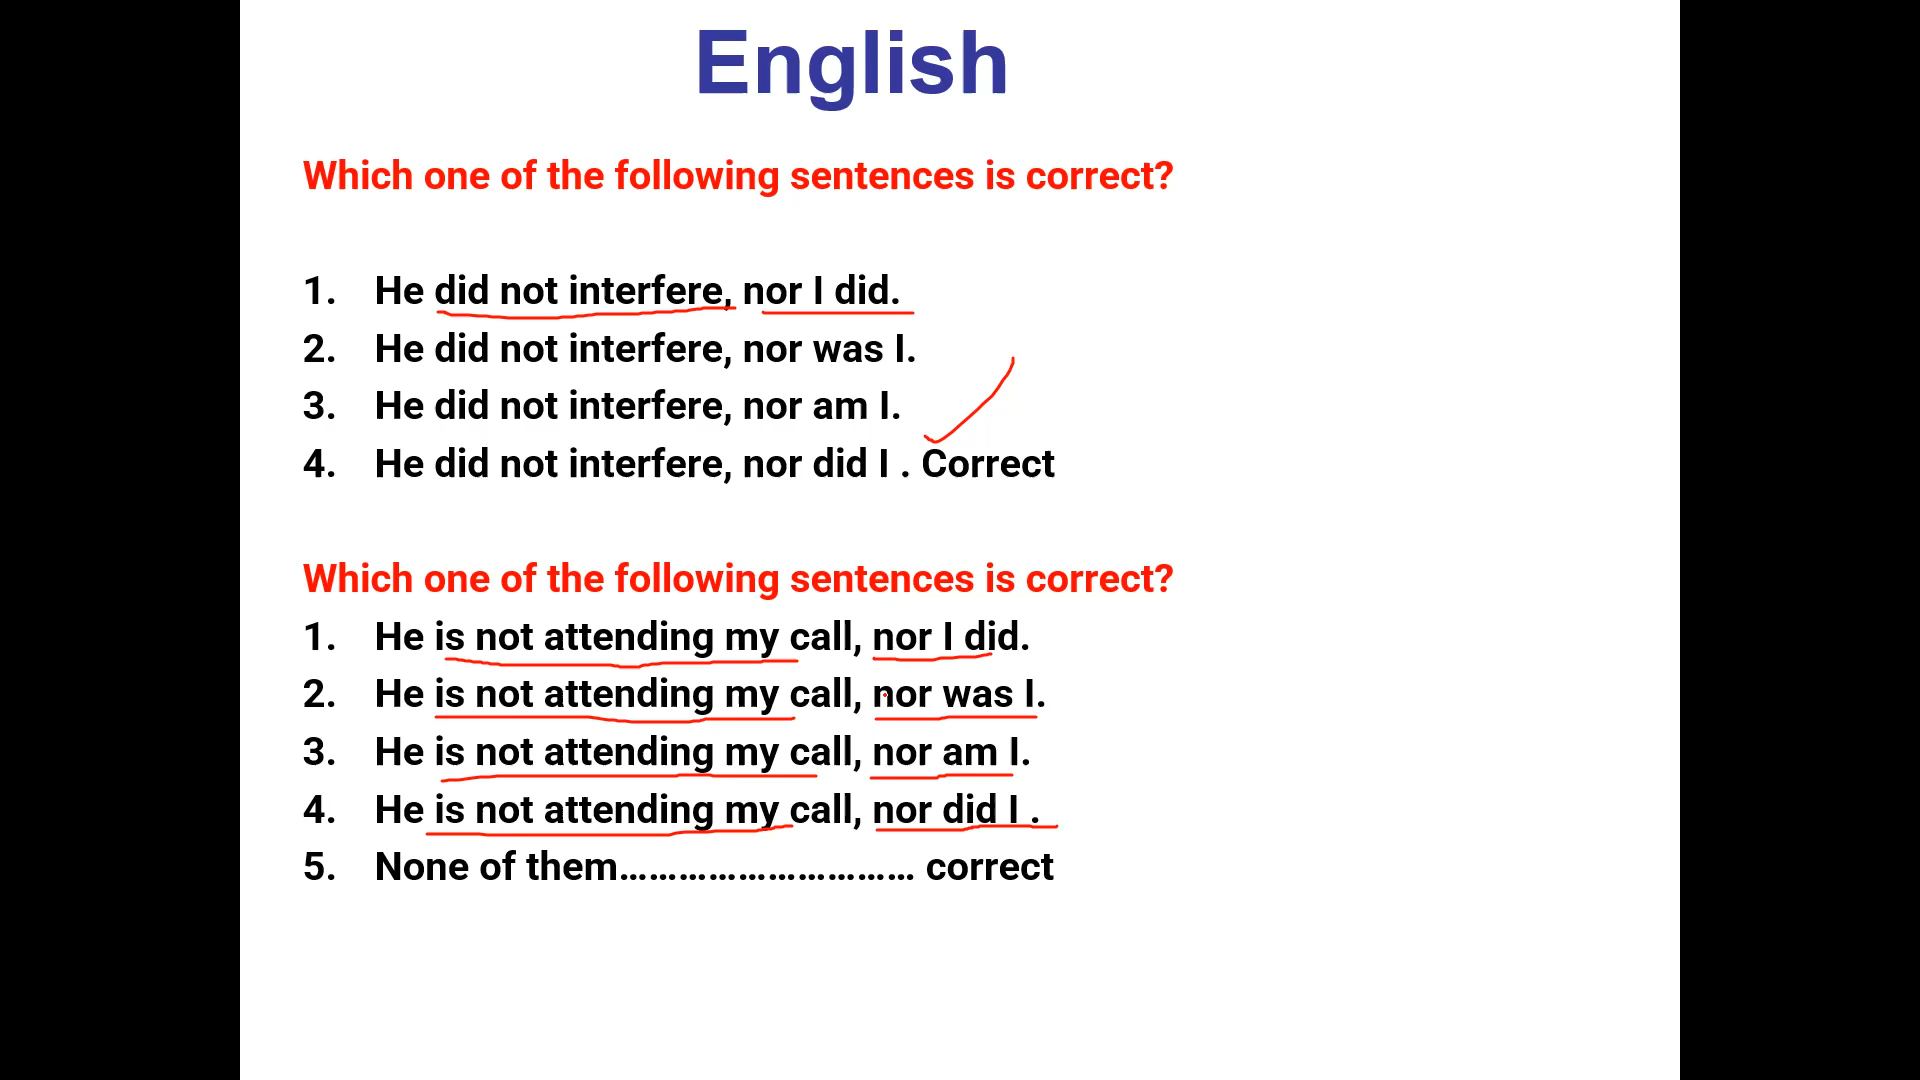 English
Which one of the following sentences is correct?
1. He did not interfere, nor I did.
2. He did not interfere, nor was I.
3. He did not interfere, nor am I.
4. He did not interfere, nor did I . Correct
Which one of the following sentences is correct?
1. He is not attending my call, nor I did.
2. He is not attending my call, nor was I.
3. He is not attending my call, nor am I.
4. He is not attending my call, nor did I .
5. None of them………………………… correct